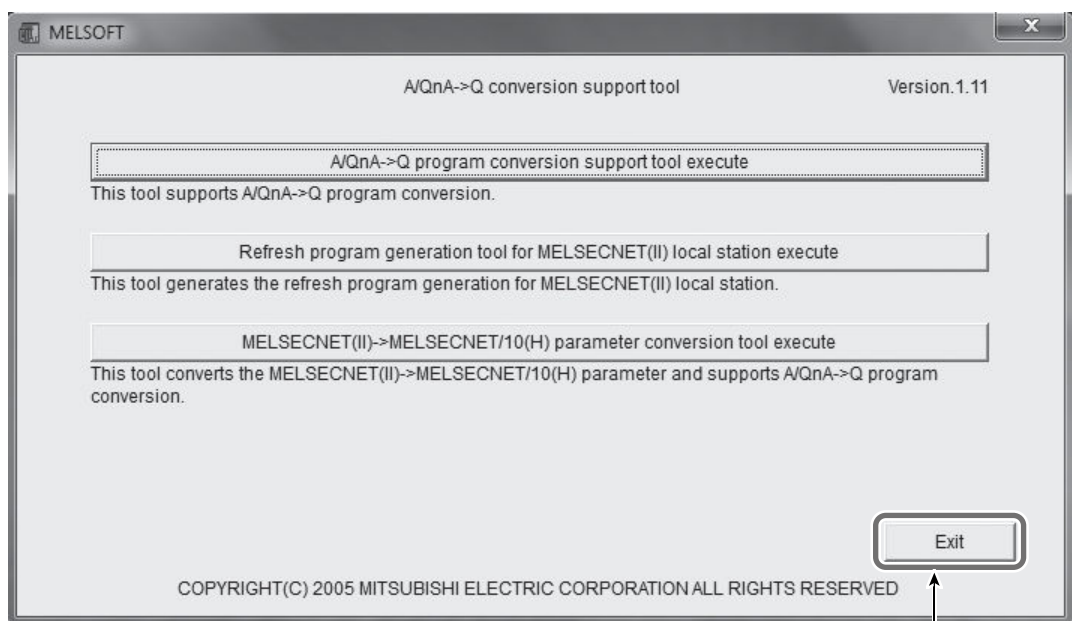 MELSOFT
A/QnA->Q conversion support tool Version.1.11
A/QnA->Q program conversion support tool execute
This tool supports A/QnA->Q program conversion.
Refresh program generation tool for MELSECNET(II) local station execute
This tool generates the refresh program generation for MELSECNET(II) local station.
MELSECNET(II)->MELSECNET/10(H) parameter conversion tool execute
This tool converts the MELSECNET(II)->MELSECNET/10(H) parameter and supports A/QnA->Q program
conversion.
Exit
COPYRIGHT(C) 2005 MITSUBISHI ELECTRIC CORPORATION ALL RIGHTS RESERVED